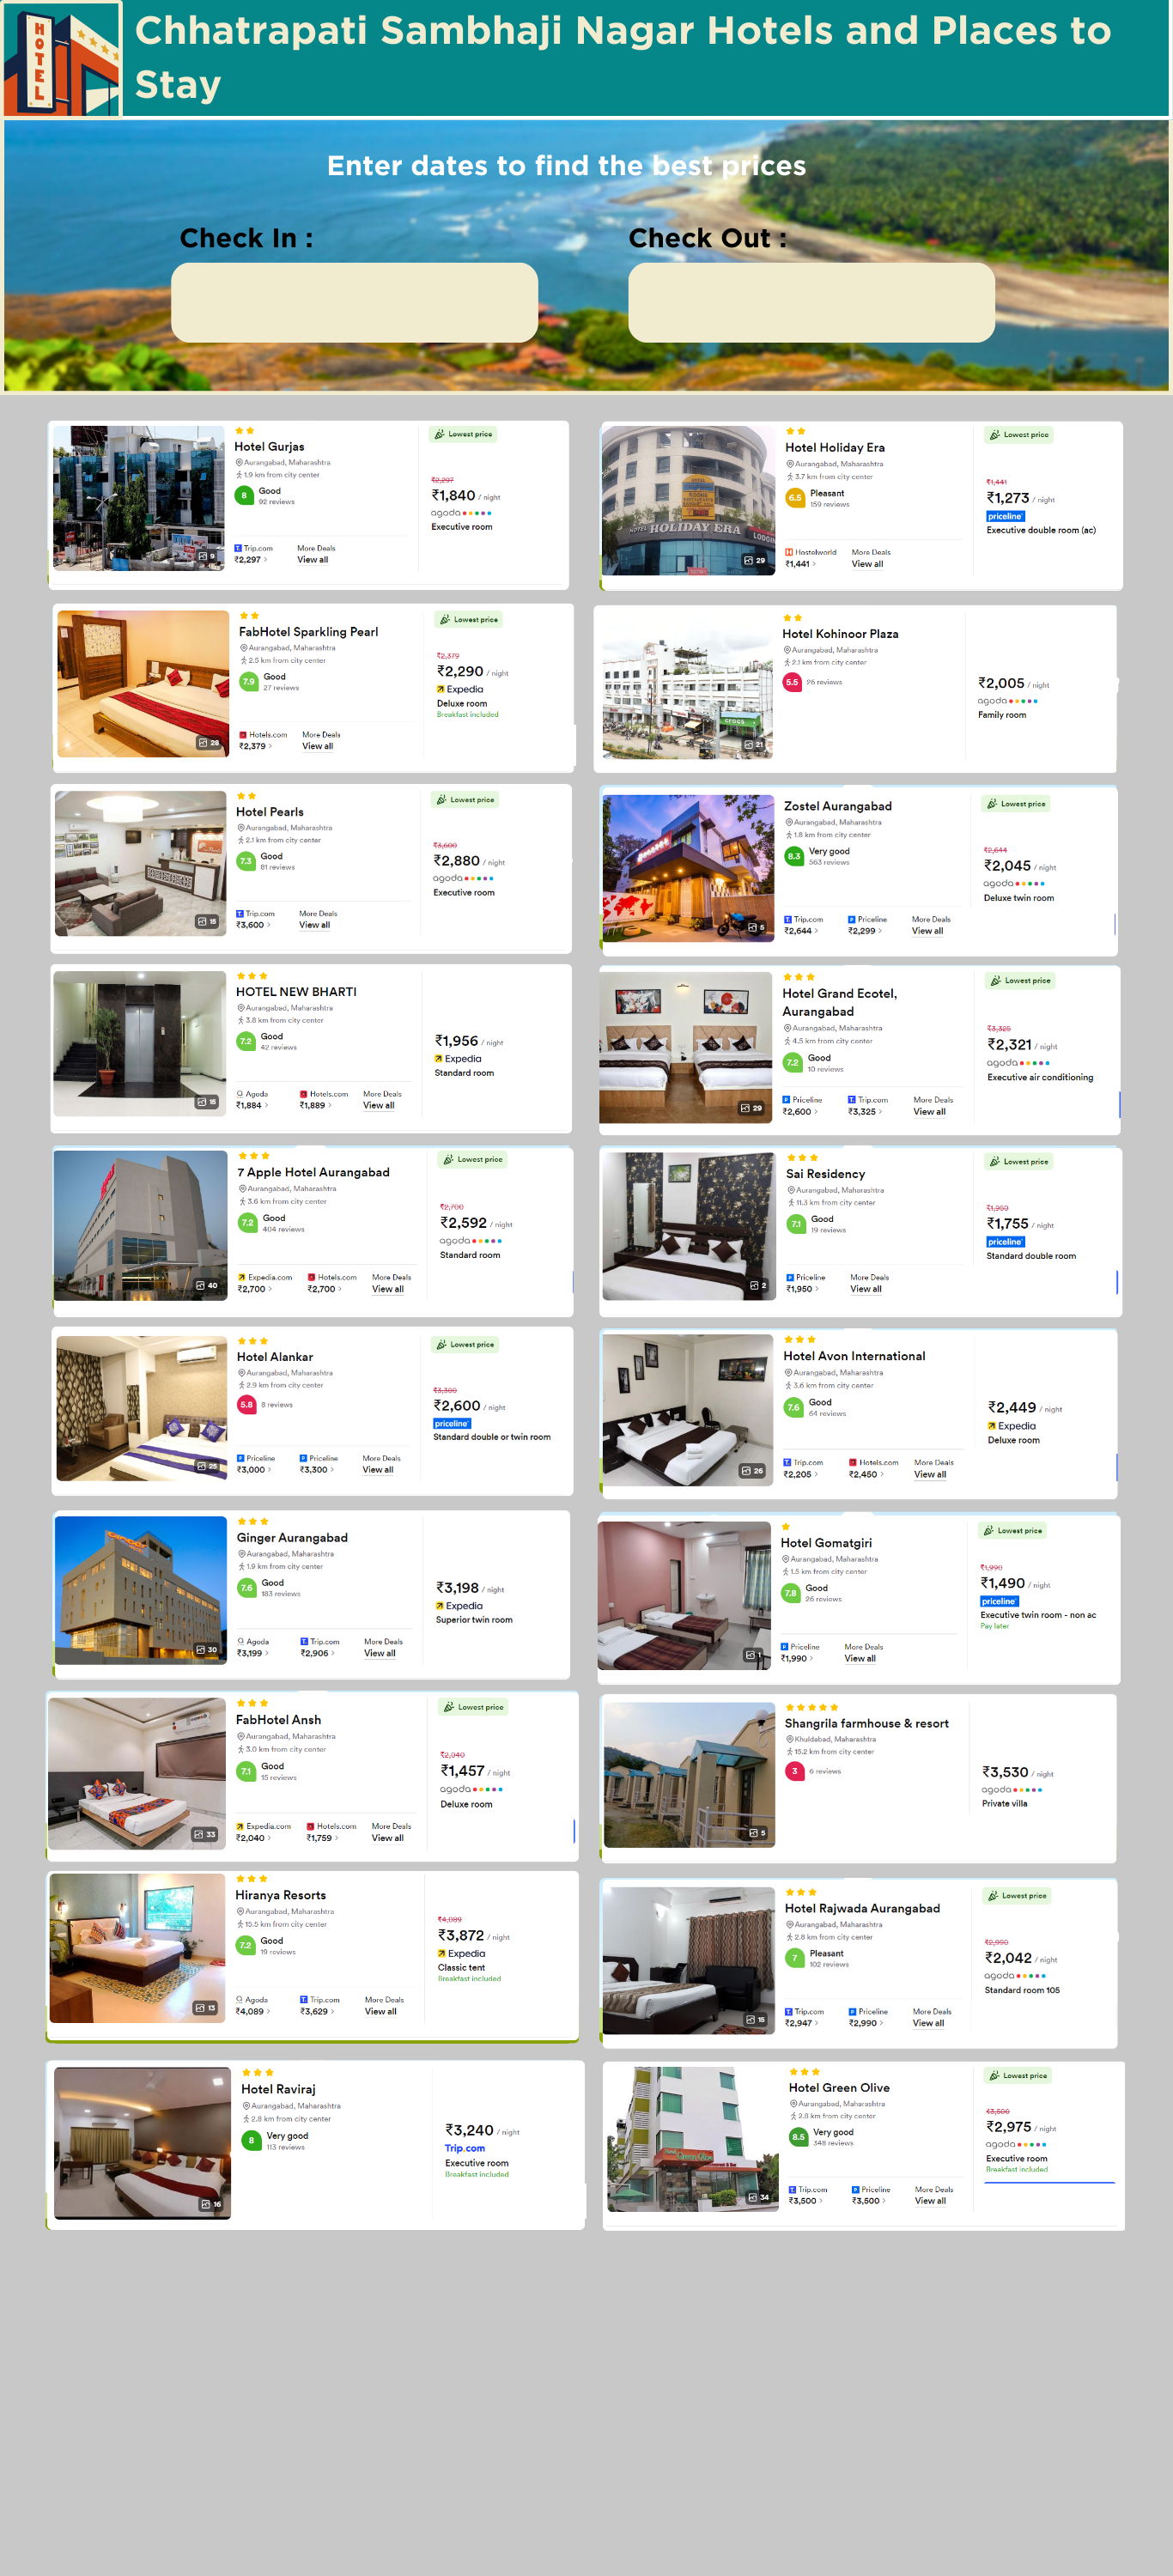 HOTEL
Chhatrapati Sambhaji Nagar Hotels and Places to
Stay
Enter dates to find the best prices
Check In :
Check Out :
Hotel Gurjas
Aurangabad, Maharashtra
1.9 km from city center
8 Good
92 reviews
Trip.com
₹2,297 >
More Deals
View all
9
Lowest price
₹2,297
₹1,840 / night
agoda
Executive room
Hotel Holiday Era
Aurangabad, Maharashtra
3.7 km from city center
6.5 Pleasant
159 reviews
Hostelworld
₹1,441 >
More Deals
View all
HOTEL HOLIDAY ERA
29
Lowest price
₹1,441
₹1,273 / night
priceline
Executive double room (ac)
FabHotel Sparkling Pearl
Aurangabad, Maharashtra
2.5 km from city center
7.9 Good
27 reviews
Hotels.com
₹2,379 >
More Deals
View all
28
Lowest price
₹2,379
₹2,290 / night
Expedia
Deluxe room
Breakfast included
Hotel Kohinoor Plaza
Aurangabad, Maharashtra
2.1 km from city center
5.5 26 reviews
crocs
21
₹2,005 / night
agoda
Family room
Hotel Pearls
Aurangabad, Maharashtra
2.1 km from city center
7.3 Good
81 reviews
Trip.com
₹3,600 >
More Deals
View all
15
Lowest price
₹3,600
₹2,880 / night
agoda
Executive room
Zostel Aurangabad
Aurangabad, Maharashtra
1.8 km from city center
8.3 Very good
563 reviews
Trip.com
₹2,644 >
Priceline
₹2,299 >
More Deals
View all
5
Lowest price
₹2,644
₹2,045 / night
agoda
Deluxe twin room
HOTEL NEW BHARTI
Aurangabad, Maharashtra
3.8 km from city center
7.2 Good
42 reviews
Agoda
₹1,884 >
Hotels.com
₹1,889 >
More Deals
View all
15
₹1,956 / night
Expedia
Standard room
Hotel Grand Ecotel,
Aurangabad
Aurangabad, Maharashtra
4.5 km from city center
7.2 Good
10 reviews
Priceline
₹2,600 >
Trip.com
₹3,325 >
More Deals
View all
29
Lowest price
₹3,325
₹2,321 / night
agoda
Executive air conditioning
7 Apple Hotel Aurangabad
Aurangabad, Maharashtra
3.6 km from city center
7.2 Good
404 reviews
Expedia.com
₹2,700 >
Hotels.com
₹2,700 >
More Deals
View all
40
Lowest price
₹2,700
₹2,592 / night
agoda
Standard room
Sai Residency
Aurangabad, Maharashtra
11.3 km from city center
7.1 Good
19 reviews
Priceline
₹1,950 >
More Deals
View all
2
Lowest price
₹1,755 / night
priceline
Standard double room
Hotel Alankar
Aurangabad, Maharashtra
2.9 km from city center
5.8 8 reviews
Priceline
₹3,000 >
Priceline
₹3,300 >
More Deals
View all
25
Lowest price
₹3,300
₹2,600 / night
priceline
Standard double or twin room
Hotel Avon International
Aurangabad, Maharashtra
3.6 km from city center
7.6 Good
64 reviews
Trip.com
₹2,205 >
Hotels.com
₹2,450 >
More Deals
View all
26
₹2,449 / night
Expedia
Deluxe room
Ginger Aurangabad
Aurangabad, Maharashtra
1.9 km from city center
7.6 Good
183 reviews
Agoda
₹3,199 >
Trip.com
₹2,906 >
More Deals
View all
30
₹3,198 / night
Expedia
Superior twin room
Hotel Gomatgiri
Aurangabad, Maharashtra
1.5 km from city center
7.8 Good
26 reviews
Priceline
₹1,990 >
More Deals
View all
1
Lowest price
₹1,990
₹1,490 / night
priceline
Executive twin room - non ac
Pay later
FabHotel Ansh
Aurangabad, Maharashtra
3.0 km from city center
7.1 Good
15 reviews
Expedia.com
₹2,040 >
Hotels.com
₹1,759 >
More Deals
View all
33
Lowest price
₹2,040
₹1,457 / night
agoda
Deluxe room
Shangrila farmhouse & resort
Khuldabad, Maharashtra
15.2 km from city center
3 6 reviews
5
₹3,530 / night
agoda
Private villa
Hiranya Resorts
Aurangabad, Maharashtra
15.5 km from city center
7.2 Good
19 reviews
Agoda
₹4,089 >
Trip.com
₹3,629 >
More Deals
View all
13
₹4,089
₹3,872 / night
Expedia
Classic tent
Breakfast included
Hotel Rajwada Aurangabad
Aurangabad, Maharashtra
2.8 km from city center
7 Pleasant
102 reviews
Trip.com
₹2,947 >
Priceline
₹2,990 >
More Deals
View all
15
Lowest price
₹2,990
₹2,042 / night
agoda
Standard room 105
Hotel Raviraj
Aurangabad, Maharashtra
2.8 km from city center
8 Very good
113 reviews
16
₹3,240 / night
Trip.com
Executive room
Breakfast included
Hotel Green Olive
Aurangabad, Maharashtra
2.8 km from city center
8.5 Very good
348 reviews
Trip.com
₹3,500 >
Priceline
₹3,500 >
More Deals
View all
Green Olive
34
Lowest price
₹3,500
₹2,975 / night
agoda
Executive room
Breakfast included